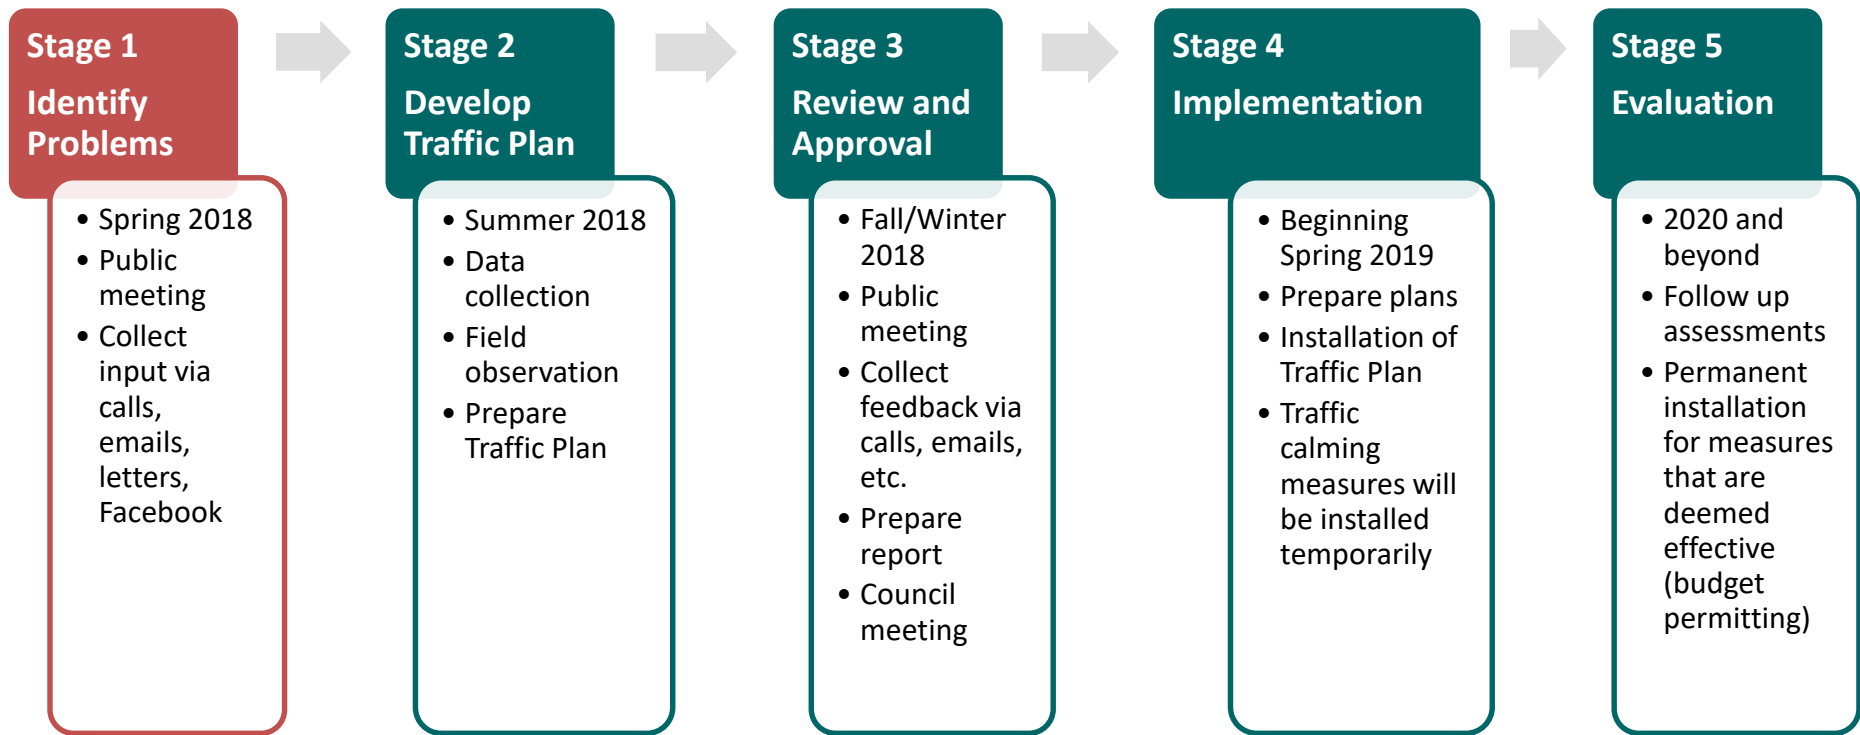 Stage 1
Identify
Problems
• Spring 2018
• Public
meeting
• Collect
input via
calls,
emails,
letters,
Facebook
Stage 2
Develop
Traffic Plan
• Summer 2018
• Data
collection
• Field
observation
• Prepare
Traffic Plan
Stage 3
Review and
Approval
• Fall/Winter
2018
• Public
meeting
• Collect
feedback via
calls, emails,
etc.
• Prepare
report
• Council
meeting
Stage 4
Implementation
• Beginning
Spring 2019
• Prepare plans
• Installation of
Traffic Plan
• Traffic
calming
measures will
be installed
temporarily
Stage 5
Evaluation
• 2020 and
beyond
• Follow up
assessments
• Permanent
installation
for measures
that are
deemed
effective
(budget
permitting)